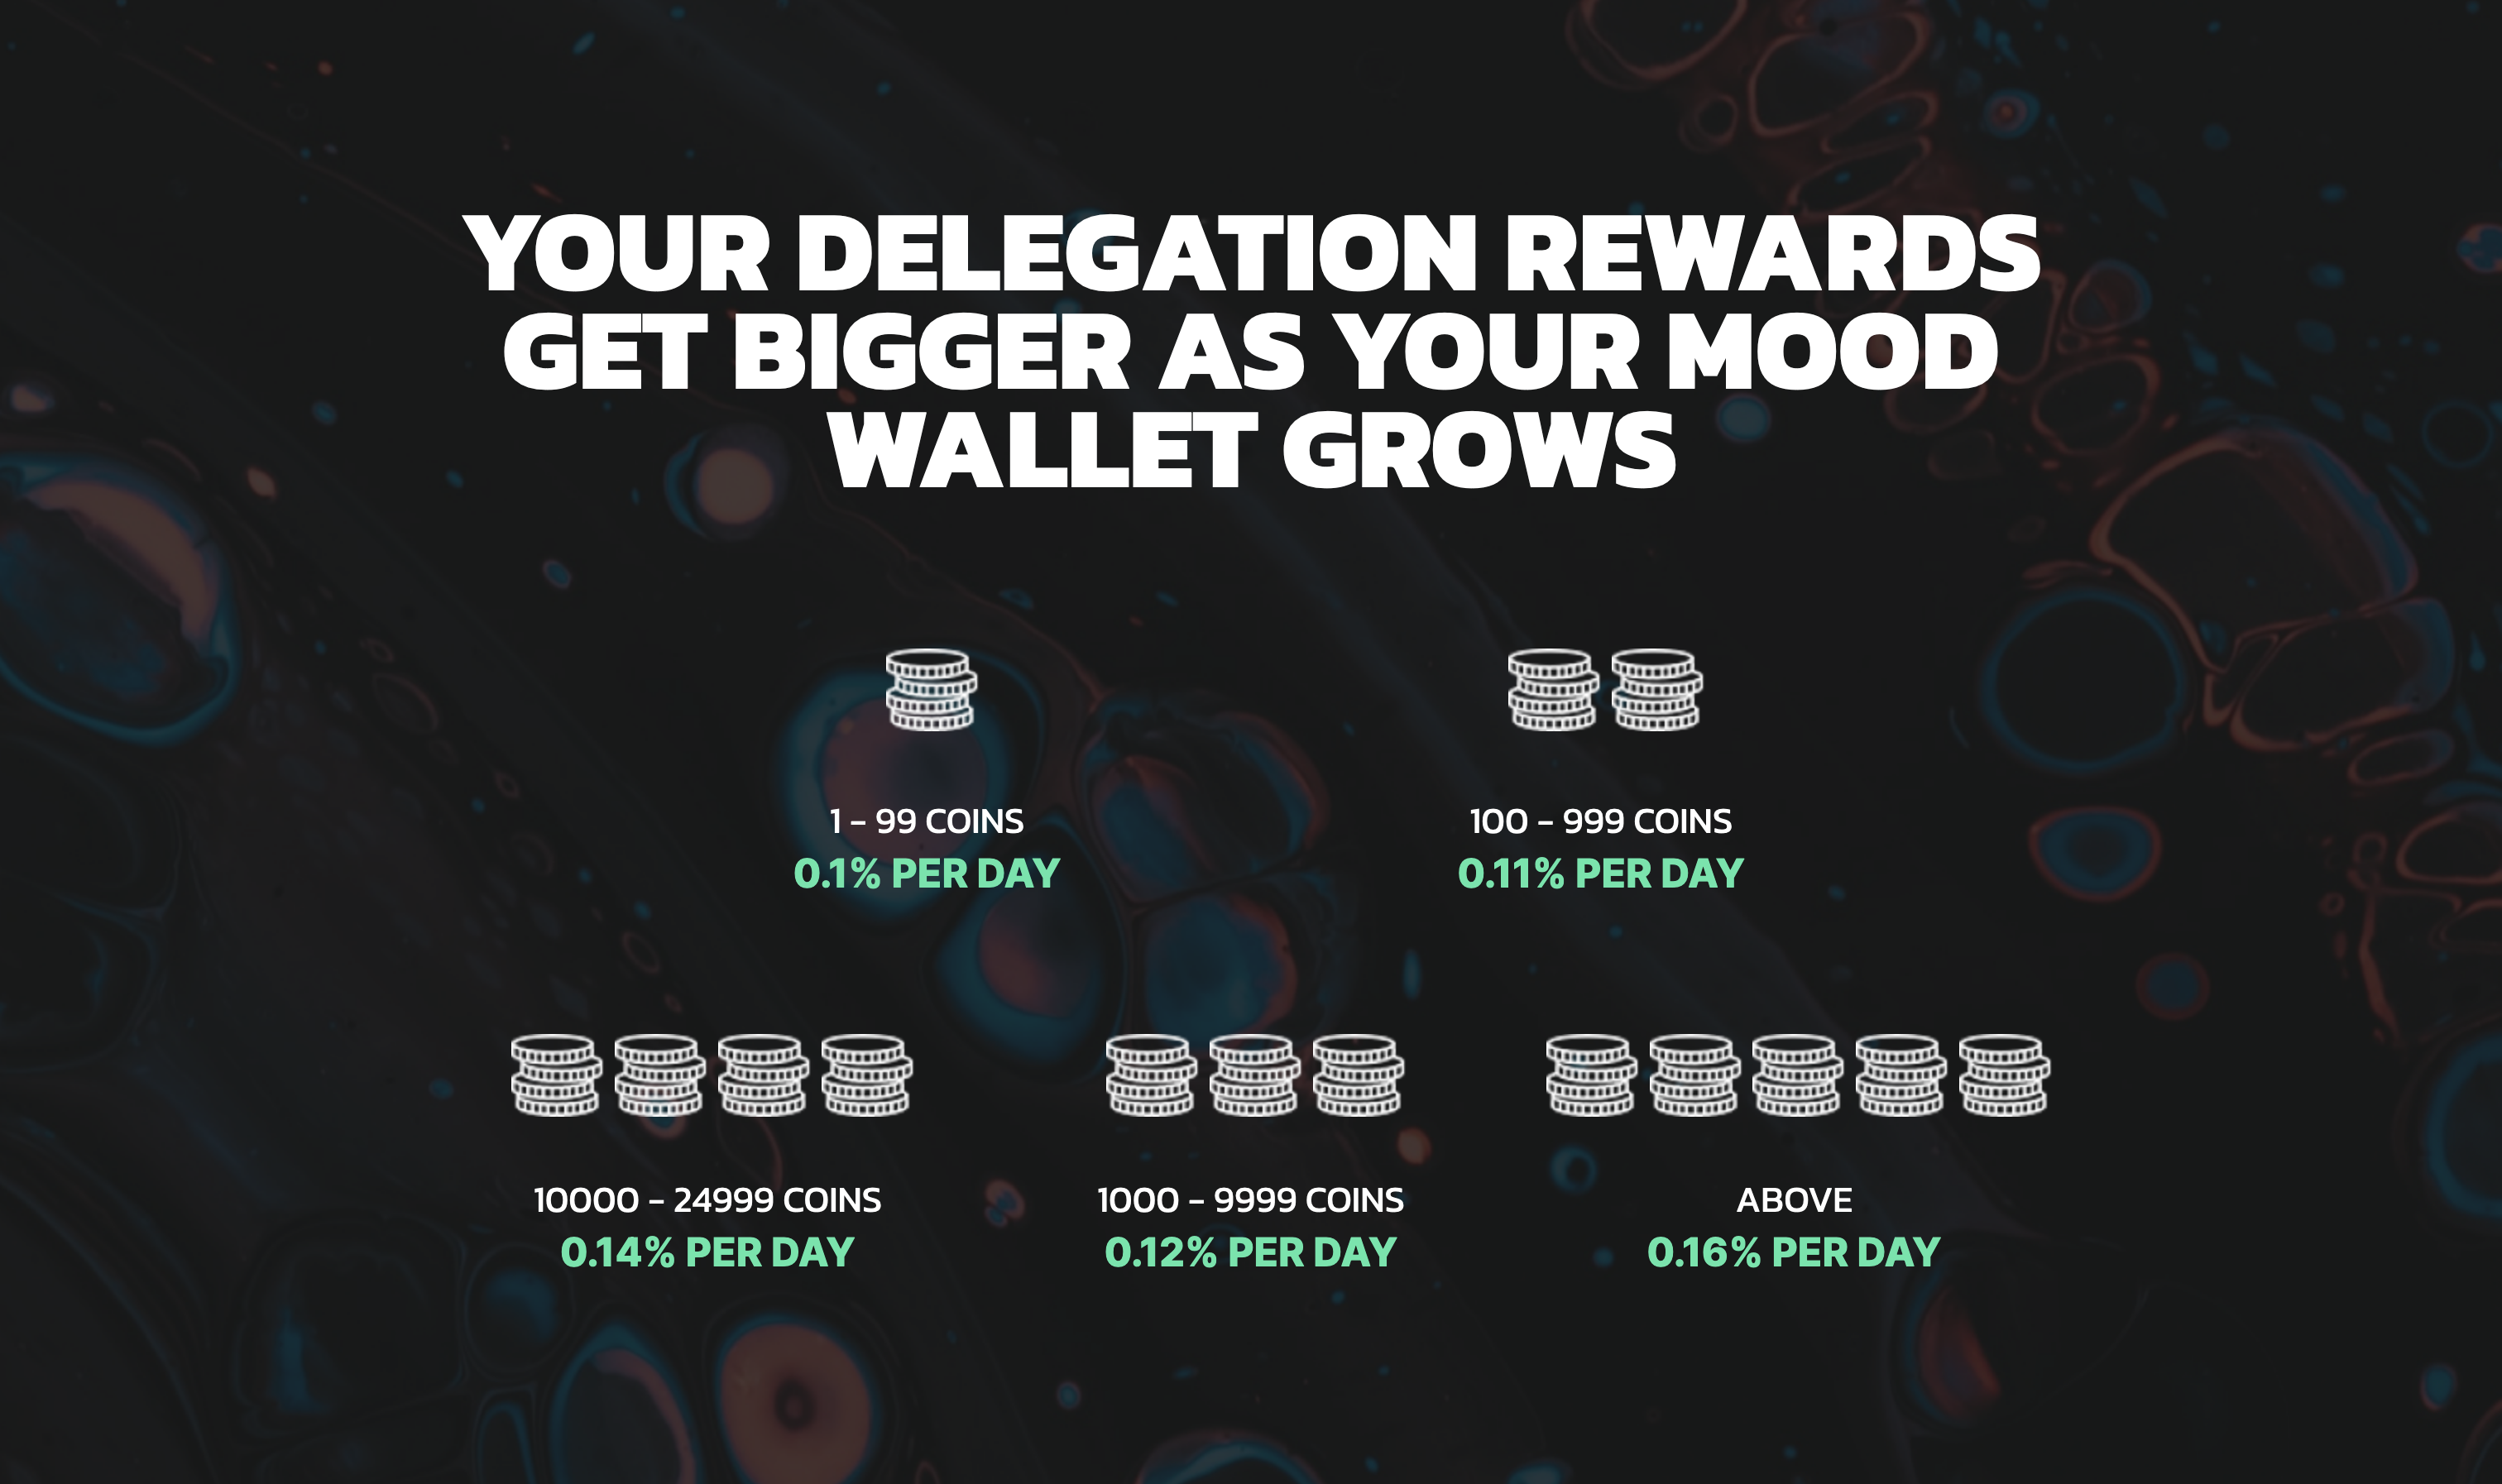 YOUR DELEGATION REWARDS
GET BIGGER AS YOUR MOOD
WALLET GROWS
1 – 99 COINS
0.1% PER DAY
100 – 999 COINS
0.11% PER DAY
10000 – 24999 COINS
0.14% PER DAY
1000 – 9999 COINS
0.12% PER DAY
ABOVE
0.16% PER DAY